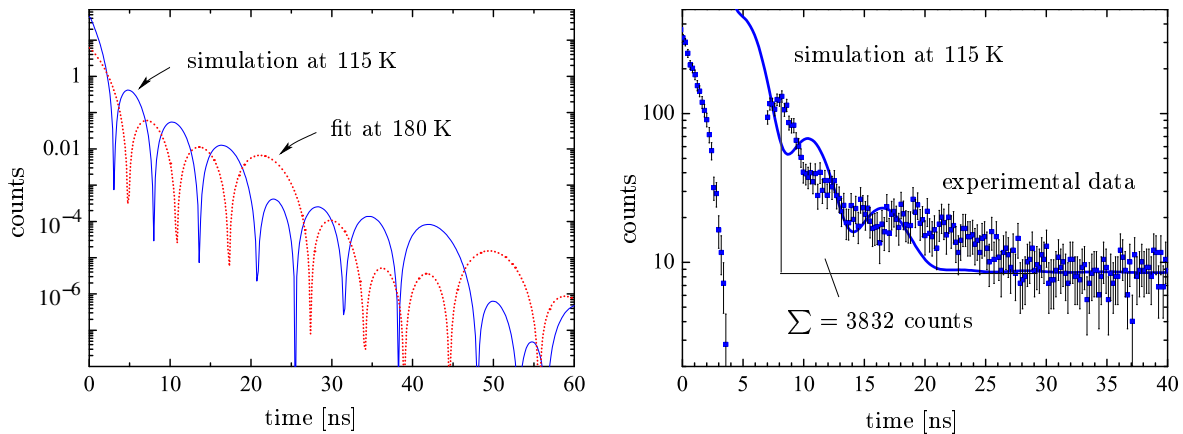 simulation at 115 K
fit at 180 K
counts
1
0.01
10⁻⁴
10⁻⁶
0 10 20 30 40 50 60
time [ns]
simulation at 115 K
experimental data
∑ = 3832 counts
counts
100
10
0 5 10 15 20 25 30 35 40
time [ns]